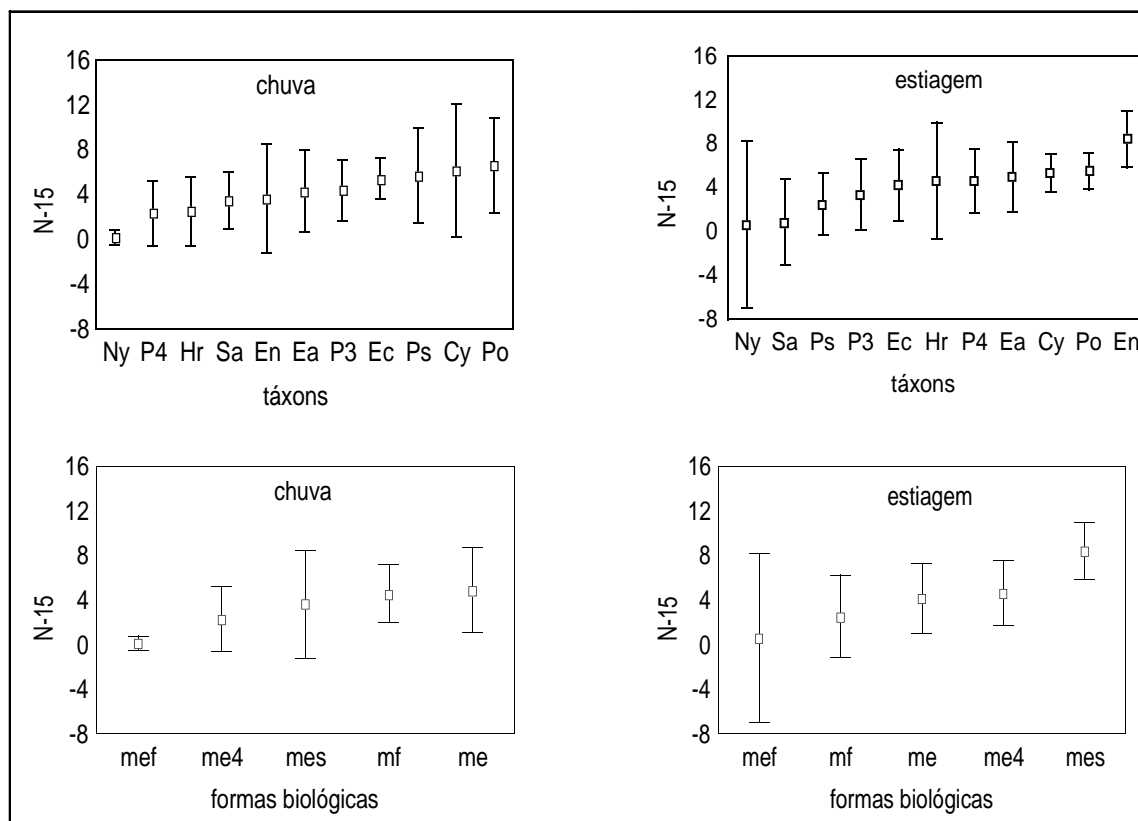 chuva
16
12
8
4
0
-4
-8
N-15
Ny P4 Hr Sa En Ea P3 Ec Ps Cy Po
táxons
estiagem
16
12
8
4
0
-4
-8
N-15
Ny Sa Ps P3 Ec Hr P4 Ea Cy Po En
táxons
chuva
16
12
8
4
0
-4
-8
N-15
mef me4 mes mf me
formas biológicas
estiagem
16
12
8
4
0
-4
-8
N-15
mef mf me me4 mes
formas biológicas